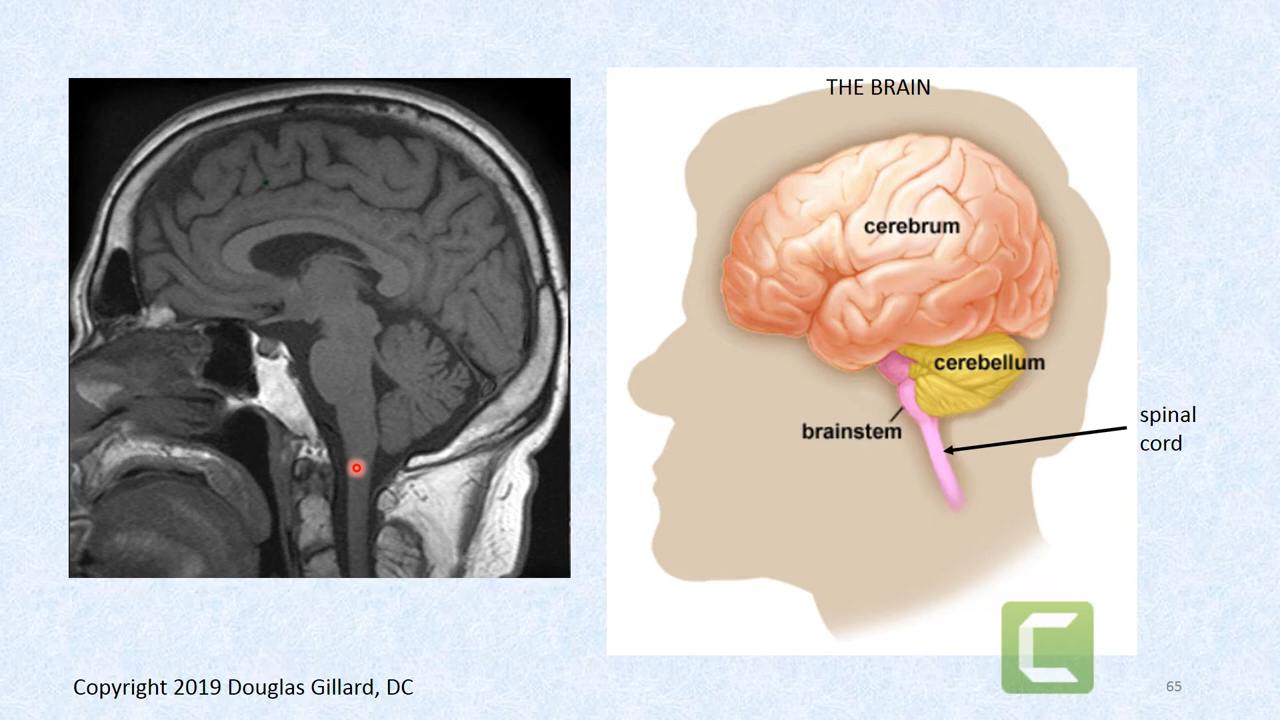 THE BRAIN
cerebrum
cerebellum
brainstem
spinal
cord
Copyright 2019 Douglas Gillard, DC
65